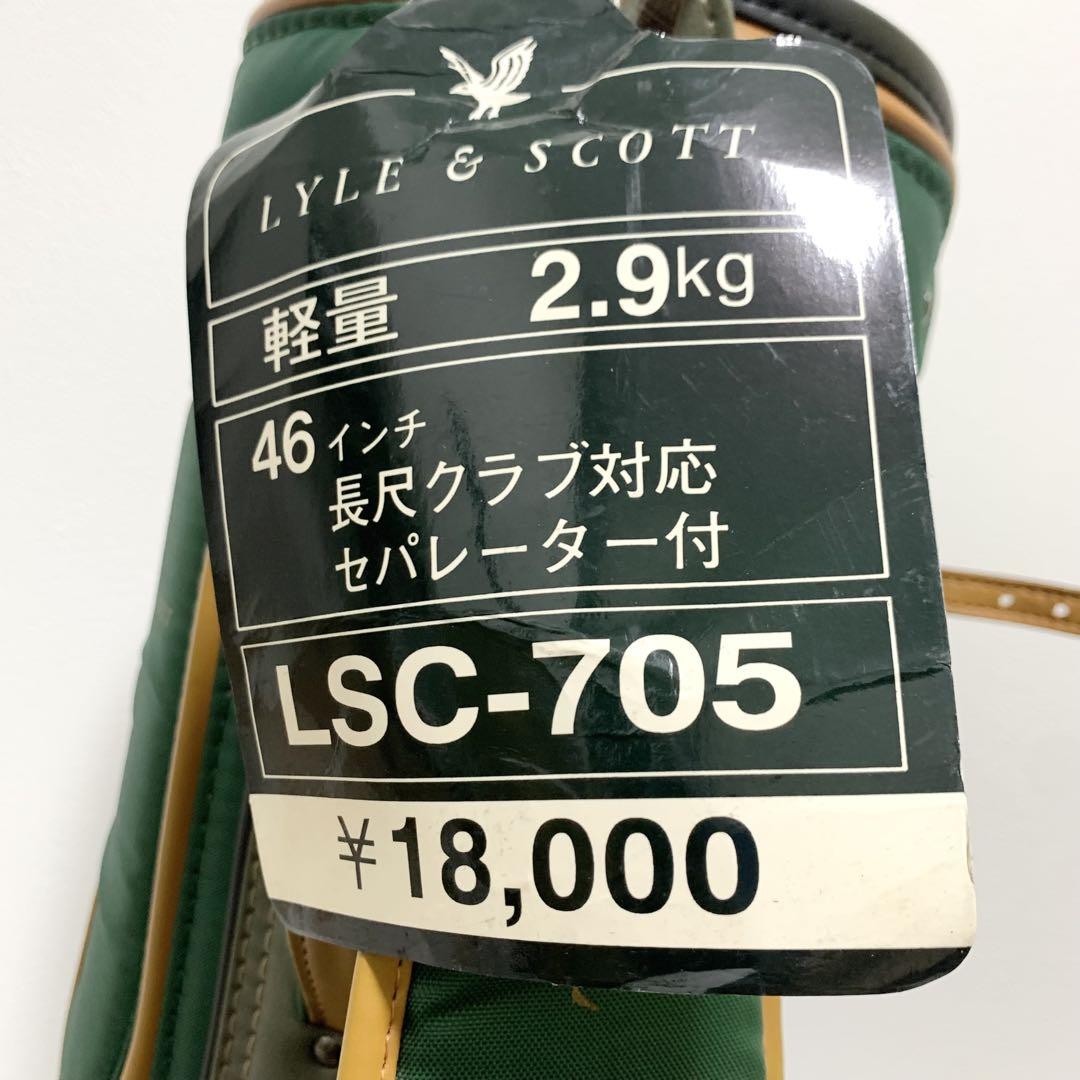 LYLE & SCOTT
軽量 2.9kg
46インチ
長尺クラブ対応
セパレーター付
LSC-705
¥18,000